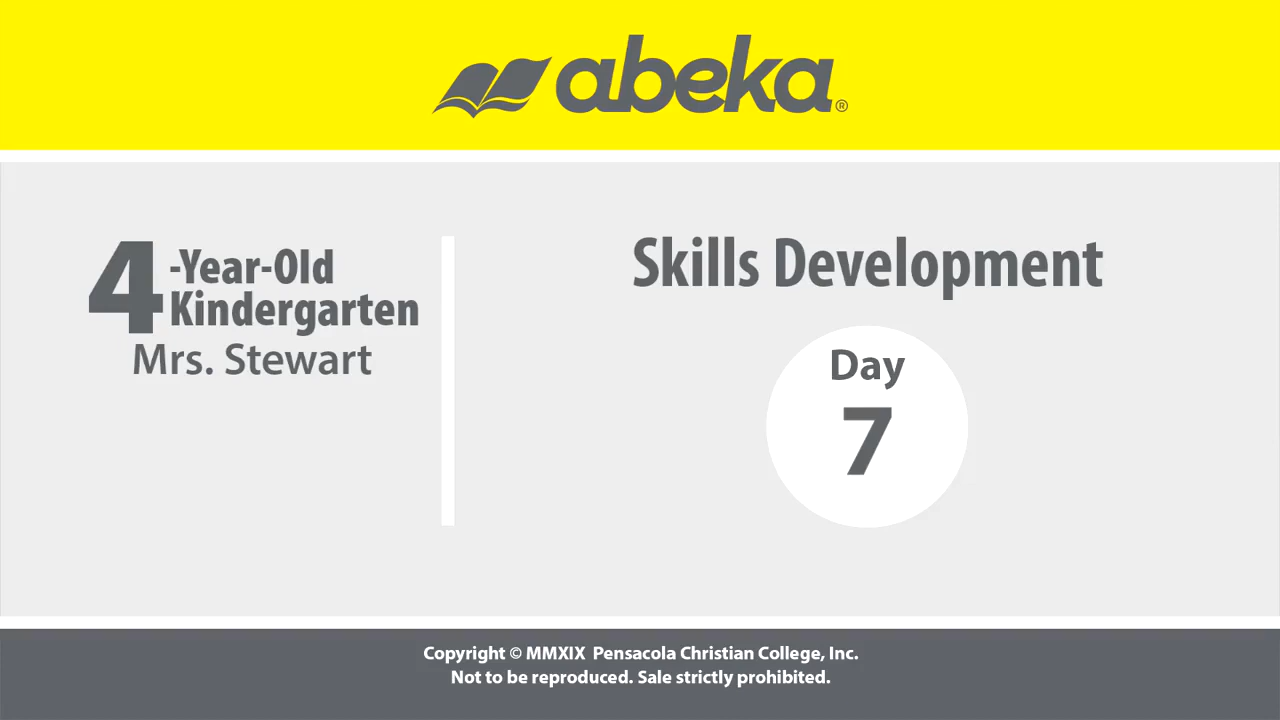 abeka®
4-Year-Old
Kindergarten
Mrs. Stewart
Skills Development
Day
7
Copyright © MMXIX Pensacola Christian College, Inc.
Not to be reproduced. Sale strictly prohibited.